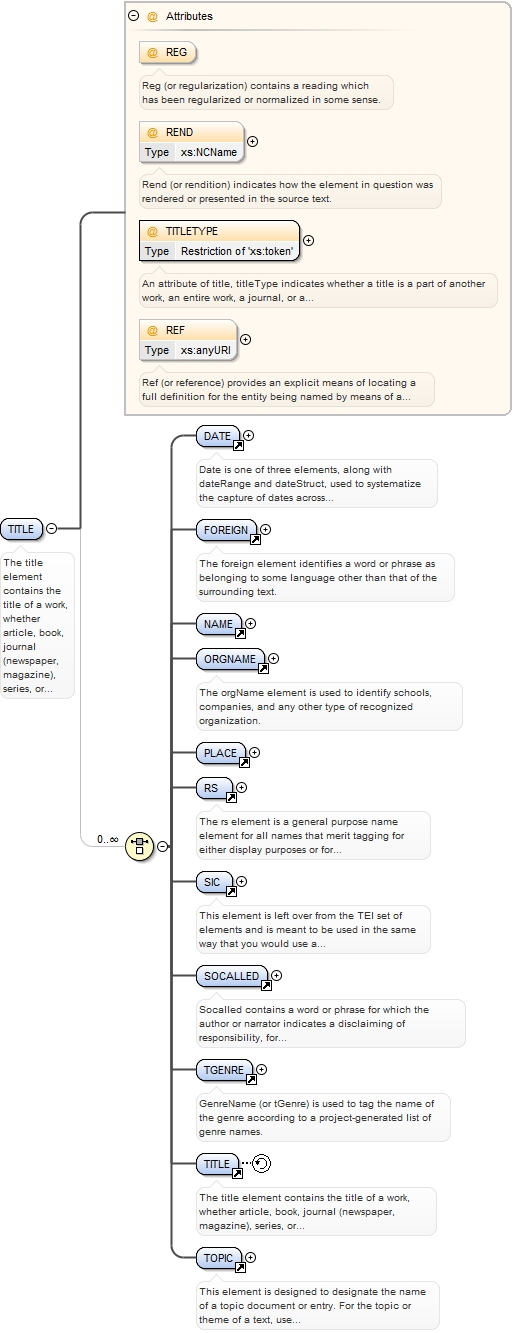 @ Attributes
@ REG
Reg (or regularization) contains a reading which
has been regularized or normalized in some sense.
@ REND
Type xs:NCName
Rend (or rendition) indicates how the element in question was
rendered or presented in the source text.
@ TITLETYPE
Type Restriction of 'xs:token'
An attribute of title, titleType indicates whether a title is a part of another
work, an entire work, a journal, or a...
@ REF
Type xs:anyURI
Ref (or reference) provides an explicit means of locating a
full definition for the entity being named by means of a...
TITLE
The title
element
contains the
title of a work,
whether
article, book,
journal
(newspaper,
magazine),
series, or...
0..∞
DATE
Date is one of three elements, along with
dateRange and dateStruct, used to systematize
the capture of dates across...
FOREIGN
The foreign element identifies a word or phrase as
belonging to some language other than that of the
surrounding text.
NAME
ORGNAME
The orgName element is used to identify schools,
companies, and any other type of recognized
organization.
PLACE
RS
The rs element is a general purpose name
element for all names that merit tagging for
either display purposes or for...
SIC
This element is left over from the TEI set of
elements and is meant to be used in the same
way that you would use a...
SOCALLED
Socalled contains a word or phrase for which the
author or narrator indicates a disclaiming of
responsibility, for...
TGENRE
GenreName (or tGenre) is used to tag the name of
the genre according to a project-generated list of
genre names.
TITLE
The title element contains the title of a work,
whether article, book, journal (newspaper,
magazine), series, or...
TOPIC
This element is designed to designate the name
of a topic document or entry. For the topic or
theme of a text, use...